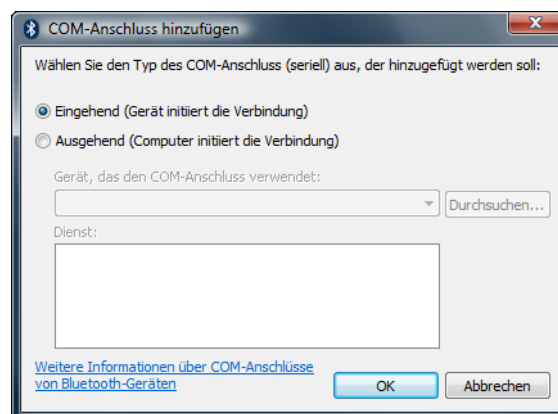 COM-Anschluss hinzufügen
Wählen Sie den Typ des COM-Anschluss (seriell) aus, der hinzugefügt werden soll:
Eingehend (Gerät initiiert die Verbindung)
Ausgehend (Computer initiiert die Verbindung)
Gerät, das den COM-Anschluss verwendet:
Durchsuchen...
Dienst:
Weitere Informationen über COM-Anschlüsse
von Bluetooth-Geräten
OK
Abbrechen